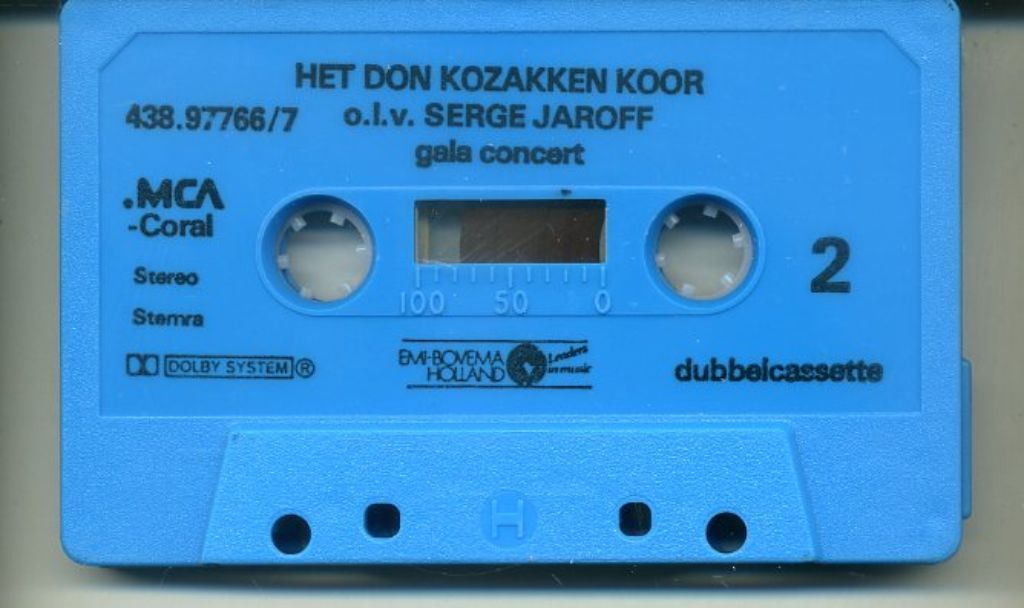 HET DON KOZAKKEN KOOR
438.97766/7 o.l.v. SERGE JAROFF
gala concert
.MCA
-Coral
2
Stereo
100 50 0
Stemra
DOLBY SYSTEM ®
EMI-BOVEMA
HOLLAND
Leaders
in music
dubbelcassette
H